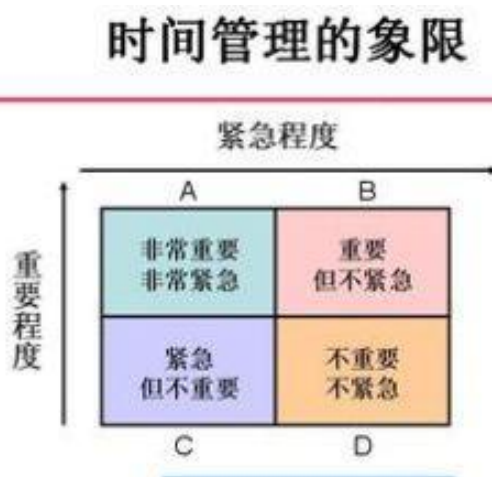 时间管理的象限
紧急程度
A
B
重要程度
非常重要
非常紧急
重要
但不紧急
紧急
但不重要
不重要
不紧急
C
D